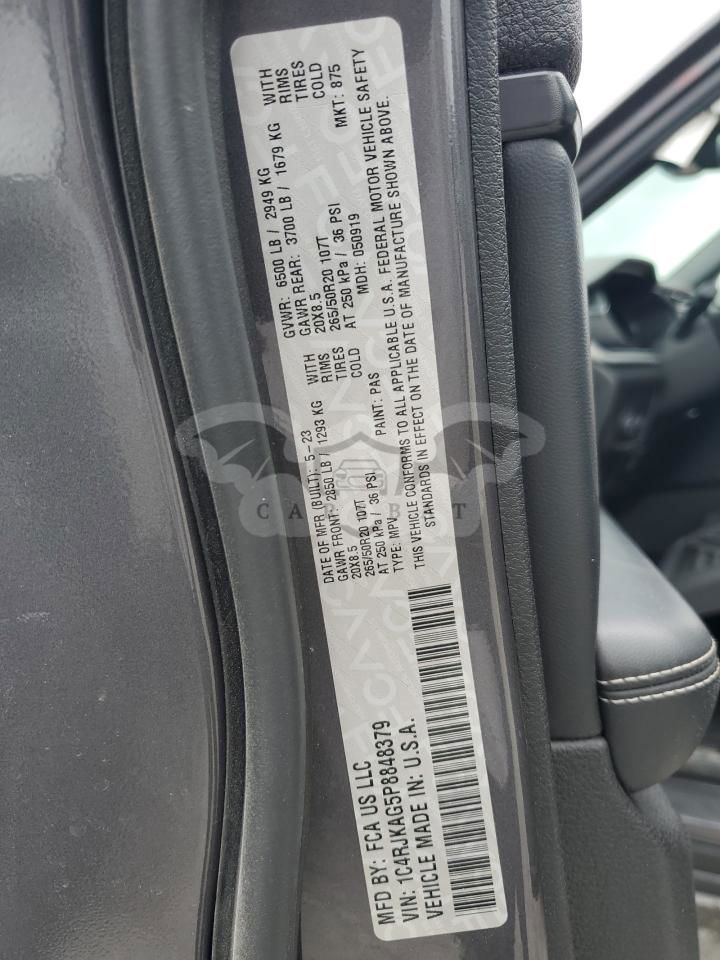 MFD BY: FCA US LLC
VIN: 1C4RJKAG5P8848379
VEHICLE MADE IN: U.S.A.
DATE OF MFR (BUILT): 5-23
GAWR FRONT: 2850 LB / 1293 KG WITH
20X8.5 RIMS
265/50R20 107T TIRES
AT 250 kPa / 36 PSI COLD
TYPE: MPV PAINT: PAS
GVWR: 6500 LB / 2949 KG
GAWR REAR: 3700 LB / 1679 KG WITH
20X8.5 RIMS
265/50R20 107T TIRES
AT 250 kPa / 36 PSI COLD
MDH: 050919 MKT: 875
THIS VEHICLE CONFORMS TO ALL APPLICABLE U.S.A. FEDERAL MOTOR VEHICLE SAFETY
STANDARDS IN EFFECT ON THE DATE OF MANUFACTURE SHOWN ABOVE.